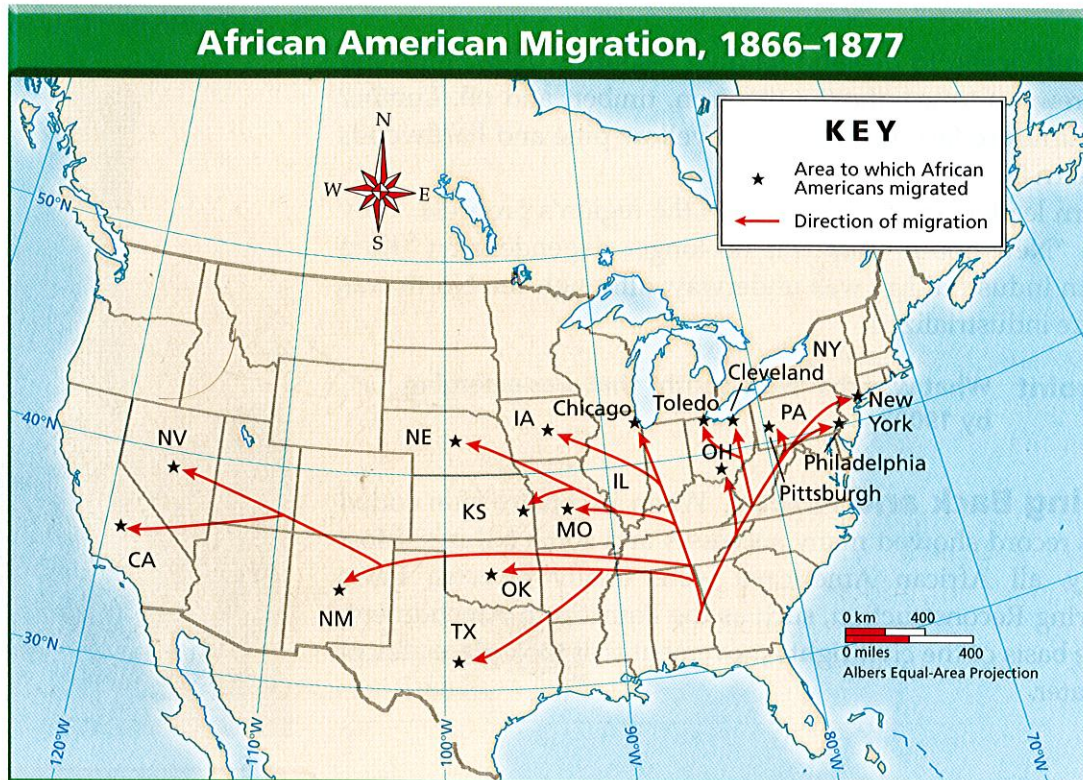 African American Migration, 1866–1877
KEY
Area to which African
Americans migrated
Direction of migration
N
W
E
S
50°N
40°N
30°N
120°W
110°W
100°W
90°W
80°W
70°W
NY
Cleveland
Chicago
Toledo
PA
New
York
IA
NE
NV
OH
Philadelphia
Pittsburgh
IL
KS
MO
CA
OK
NM
TX
0 km 400
0 miles 400
Albers Equal-Area Projection